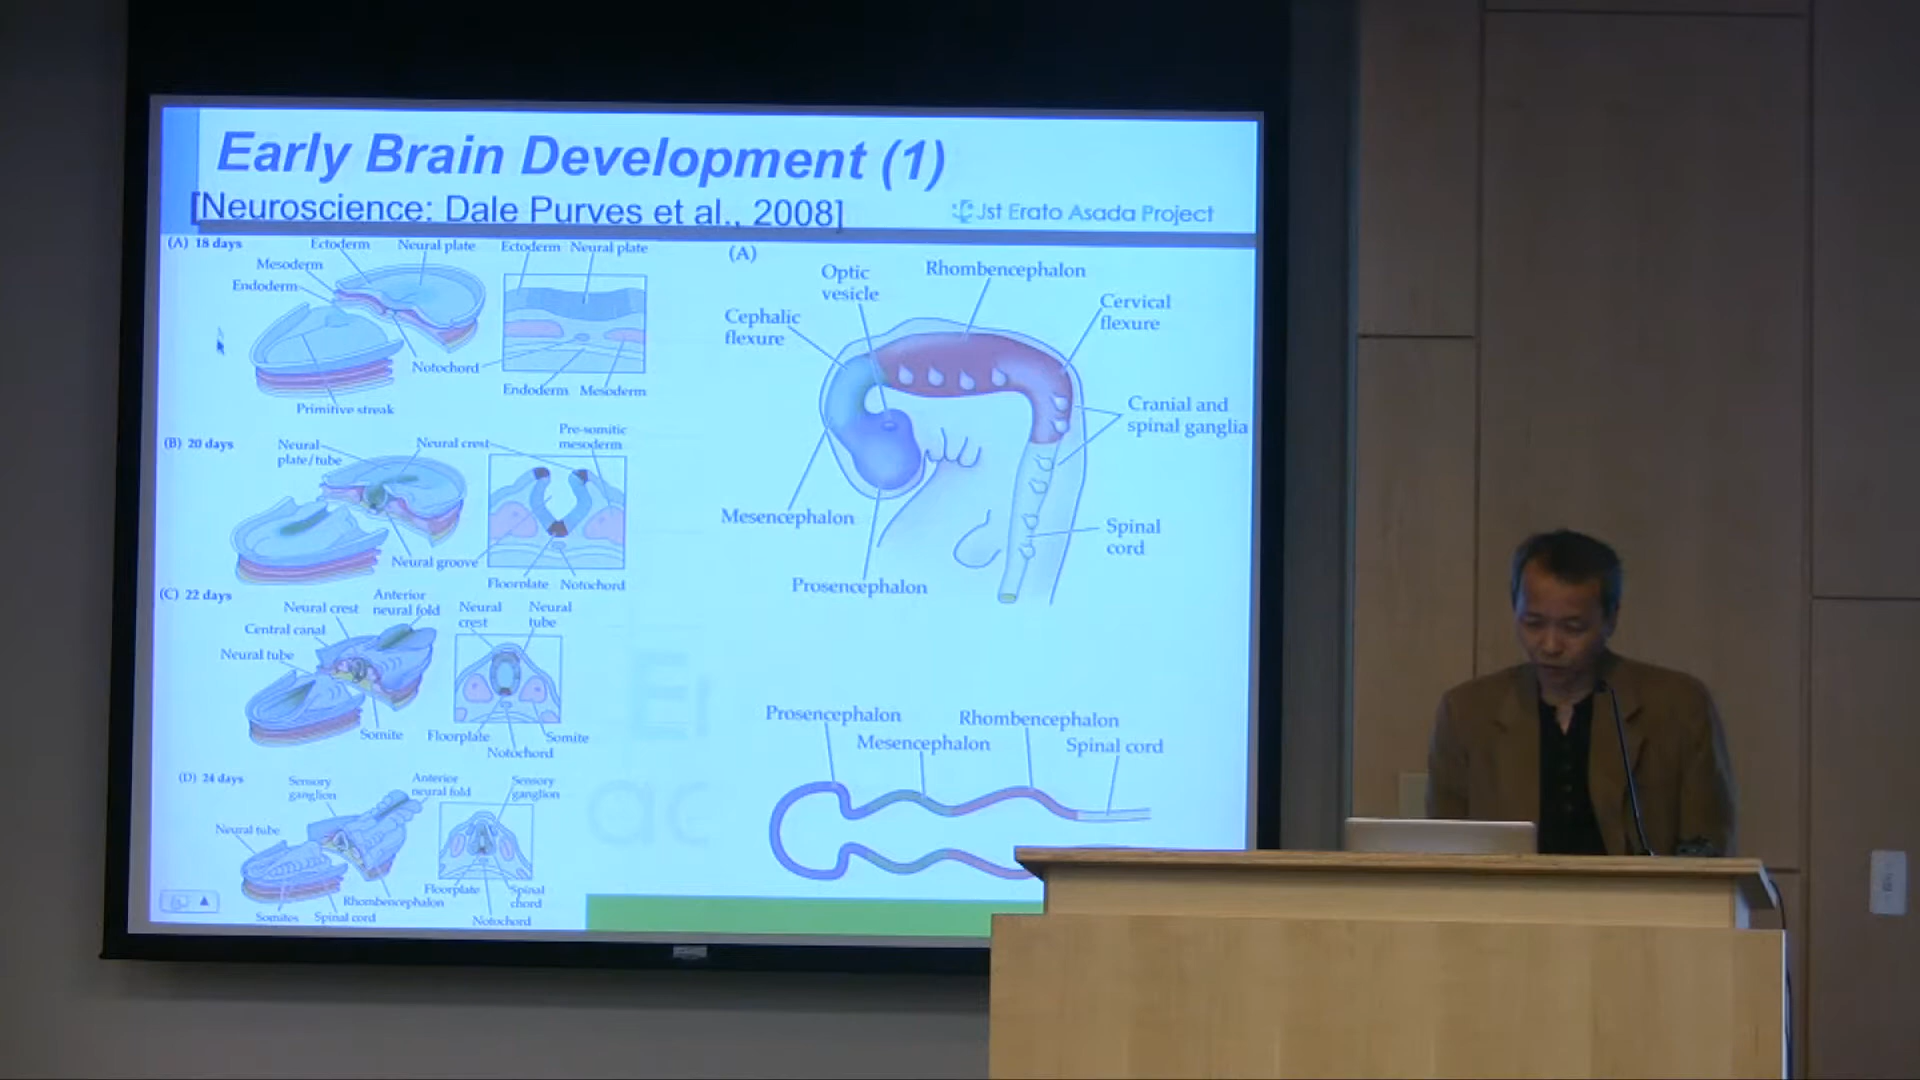 Early Brain Development (1)
[Neuroscience: Dale Purves et al., 2008]
Jst Erato Asada Project
(A) 18 days
Ectoderm
Neural plate
Mesoderm
Endoderm
Notochord
Primitive streak
Ectoderm
Neural plate
Endoderm
Mesoderm
(B) 20 days
Neural
plate/tube
Neural crest
Pre-somitic
mesoderm
Neural groove
Floorplate
Notochord
(C) 22 days
Neural crest
Anterior
neural fold
Central canal
Neural tube
Somite
Neural
crest
Neural
tube
Floorplate
Somite
Notochord
(D) 24 days
Sensory
ganglion
Anterior
neural fold
Sensory
ganglion
Neural tube
Rhombencephalon
Somites
Spinal cord
Floorplate
Spinal
chord
Notochord
(A)
Optic
vesicle
Rhombencephalon
Cephalic
flexure
Cervical
flexure
Cranial and
spinal ganglia
Mesencephalon
Spinal
cord
Prosencephalon
Prosencephalon
Rhombencephalon
Mesencephalon
Spinal cord